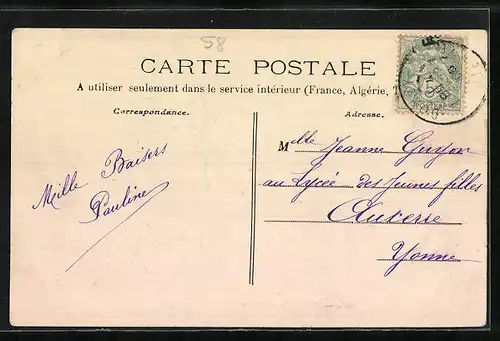 58
CARTE POSTALE
A utiliser seulement dans le service intérieur (France, Algérie,
Correspondance.
Adresse.
Mille Baisers
Pauline
Melle Jeanne Guyon
au Lycée des Jeunes filles
Auxerre
Yonne